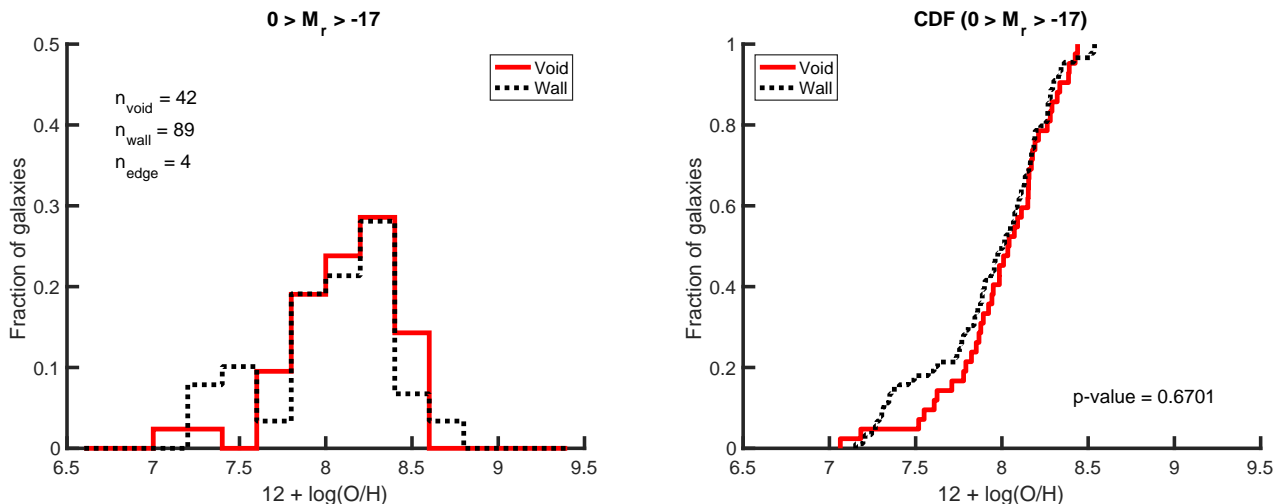 0 > M_r > -17
0.5
0.4
0.3
0.2
0.1
0
Fraction of galaxies
n_void = 42
n_wall = 89
n_edge = 4
Void
Wall
6.5 7 7.5 8 8.5 9 9.5
12 + log(O/H)
CDF (0 > M_r > -17)
1
0.8
0.6
0.4
0.2
0
Fraction of galaxies
Void
Wall
p-value = 0.6701
6.5 7 7.5 8 8.5 9 9.5
12 + log(O/H)